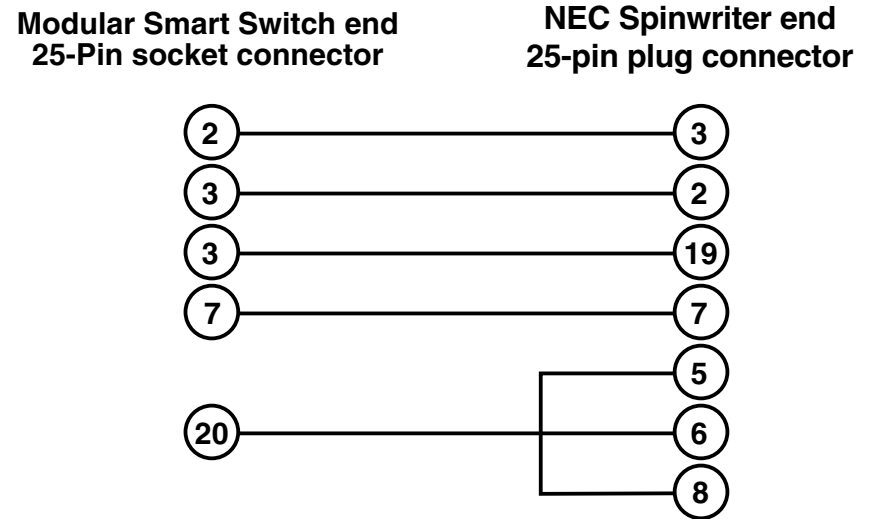 Modular Smart Switch end
25-Pin socket connector
NEC Spinwriter end
25-pin plug connector
2 3
3 2
3 19
7 7
5
20 6
8